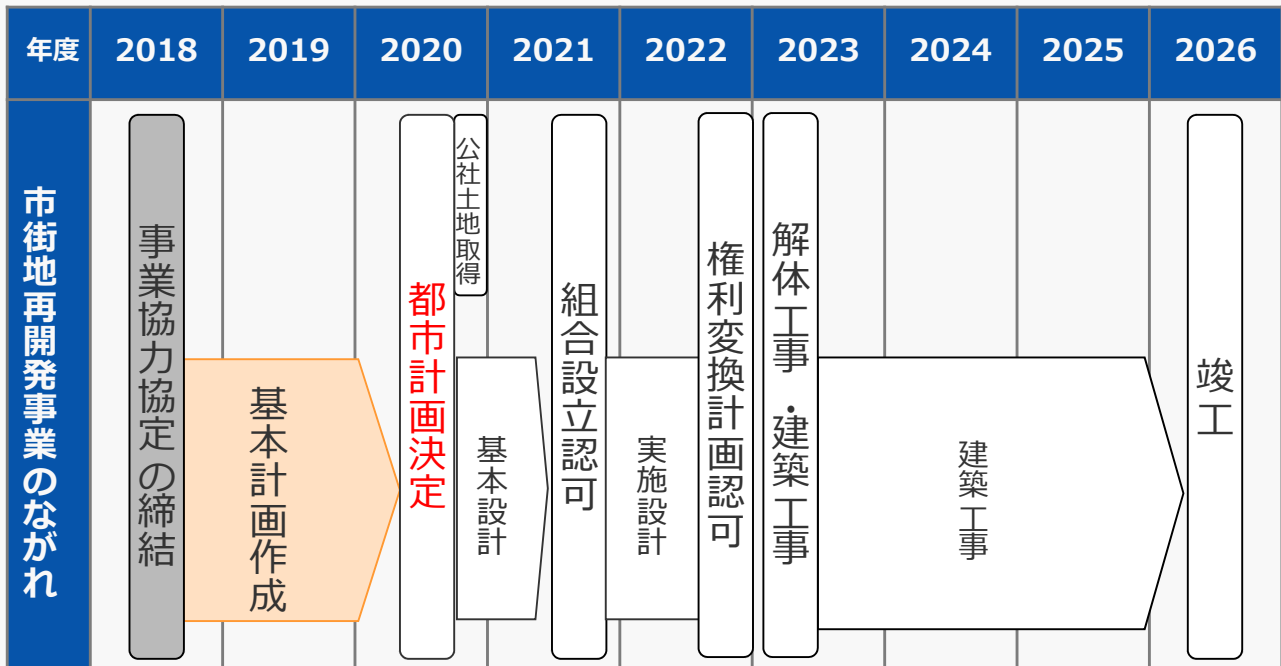 年度 2018 2019 2020 2021 2022 2023 2024 2025 2026
市街地再開発事業のながれ
事業協力協定の締結
基本計画作成
都市計画決定
公社土地取得
基本設計
組合設立認可
実施設計
権利変換計画認可
解体工事・建築工事
建築工事
竣工